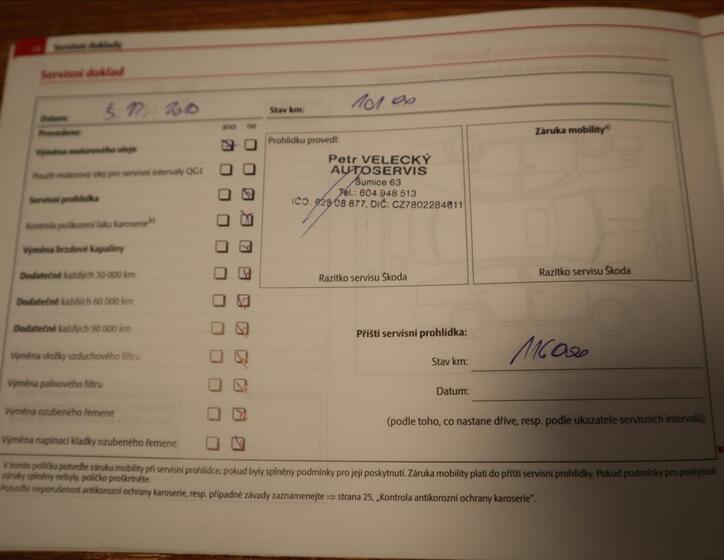 Servisní doklady
Servisní doklad
Datum: 5. 12. 2010
Stav km: 101 00
Provedeno: ano ne
Výměna motorového oleje
Použit motorový olej pro servisní intervaly QG1
Servisní prohlídka
Kontrola poškození laku karoserie
Výměna brzdové kapaliny
Dodatečně každých 30 000 km
Dodatečně každých 60 000 km
Dodatečně každých 90 000 km
Výměna vložky vzduchového filtru
Výměna palivového filtru
Výměna ozubeného řemene
Výměna napínací kladky ozubeného řemene
Prohlídku provedl:
Petr VELECKÝ
AUTOSERVIS
Šumice 63
Tel.: 604 948 513
IČO: 628 08 877, DIČ: CZ7802284611
Razítko servisu Škoda
Záruka mobility
Razítko servisu Škoda
Příští servisní prohlídka:
Stav km: 116000
Datum:
(podle toho, co nastane dříve, resp. podle ukazatele servisních intervalů)
V tomto políčku potvrďte záruku mobility při servisní prohlídce, pokud byly splněny podmínky pro její poskytnutí. Záruka mobility platí do příští servisní prohlídky. Pokud podmínky pro poskytnutí
záruky splněny nebyly, políčko proškrtněte.
Potvrďte neporušenost antikorozní ochrany karoserie, resp. případné závady zaznamenejte ⇒ strana 25, „Kontrola antikorozní ochrany karoserie".